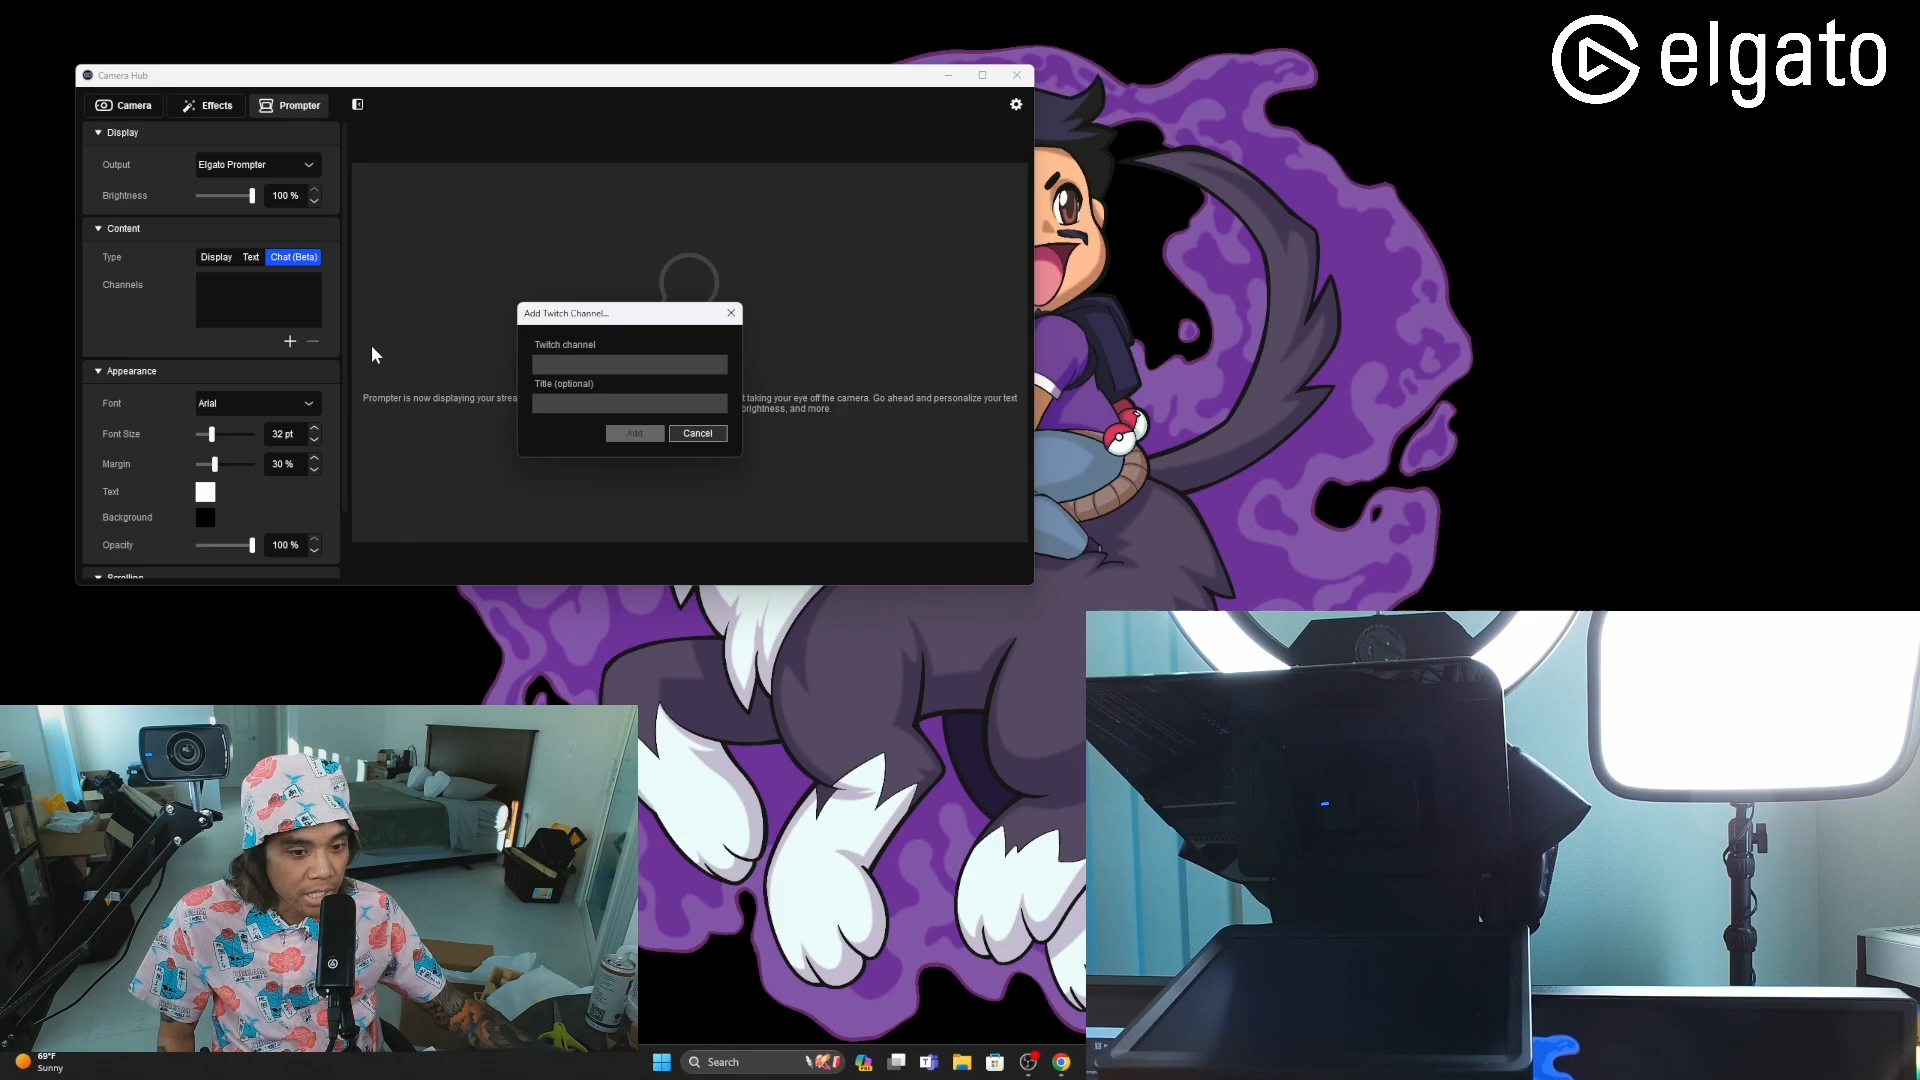 elgato
Camera Hub
Camera
Effects
Prompter
Display
Output
Elgato Prompter
Brightness
100 %
Content
Type
Display
Text
Chat (Beta)
Channels
Appearance
Font
Arial
Font Size
32 pt
Margin
30 %
Text
Background
Opacity
100 %
Scrolling
Add Twitch Channel...
Twitch channel
Title (optional)
Add
Cancel
Prompter is now displaying your strea
t taking your eye off the camera. Go ahead and personalize your text
brightness, and more.
69°F
Sunny
Search